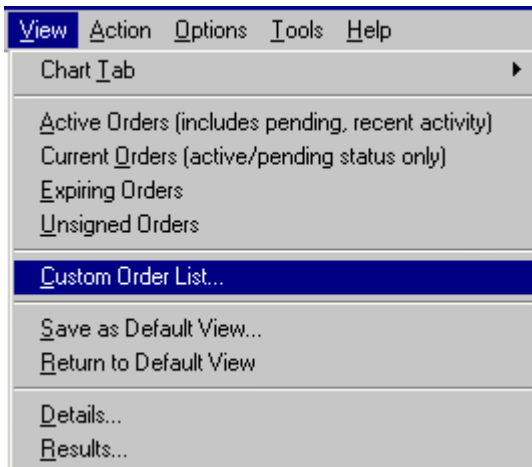 View Action Options Tools Help
Chart Tab
Active Orders (includes pending, recent activity)
Current Orders (active/pending status only)
Expiring Orders
Unsigned Orders
Custom Order List...
Save as Default View...
Return to Default View
Details...
Results...